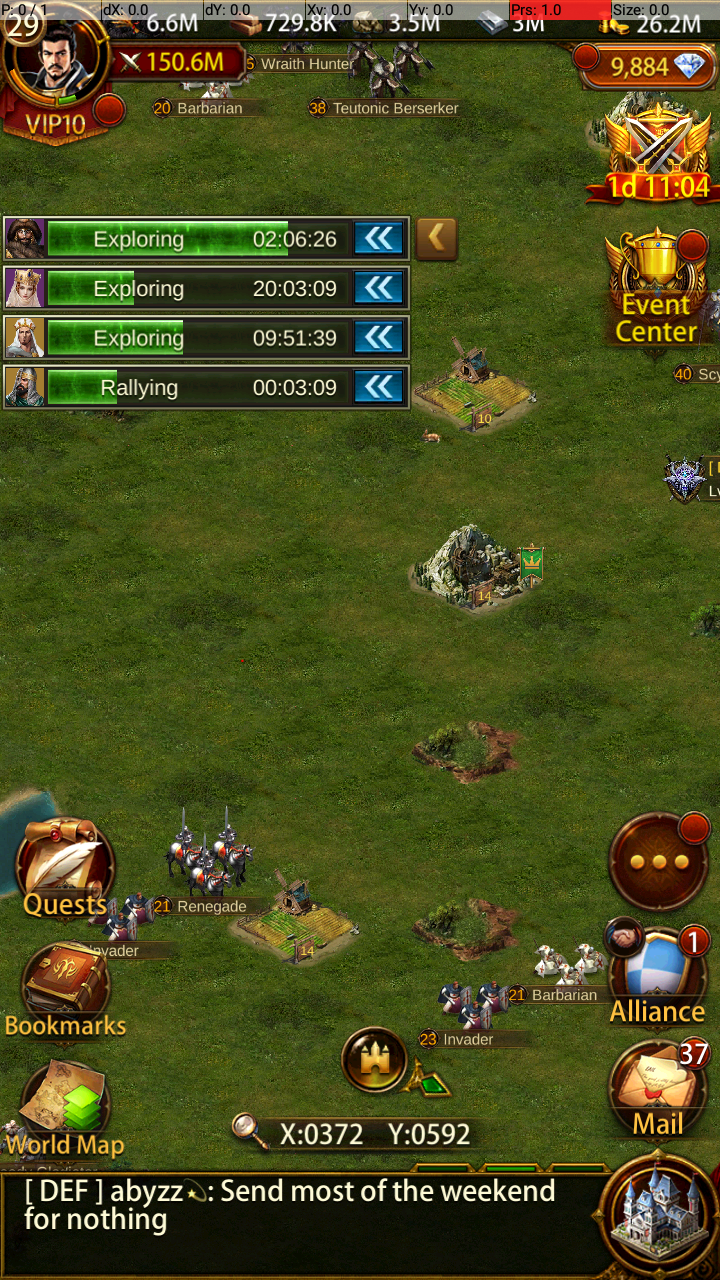 P: 0 / 1 dX: 0.0 dY: 0.0 Xv: 0.0 Yv: 0.0 Prs: 1.0 Size: 0.0
29 6.6M 729.8K 3.5M 3M 26.2M
150.6M Wraith Hunter 9,884
VIP10 20 Barbarian 38 Teutonic Berserker
1d 11:04
Exploring 02:06:26
Exploring 20:03:09
Event
Center
Exploring 09:51:39
Rallying 00:03:09
40 Scy
10
14
Quests 21 Renegade
14
Invader
21 Barbarian 1
Bookmarks Alliance
23 Invader
37
Mail
World Map X:0372 Y:0592
[ DEF ] abyzz💫: Send most of the weekend
for nothing